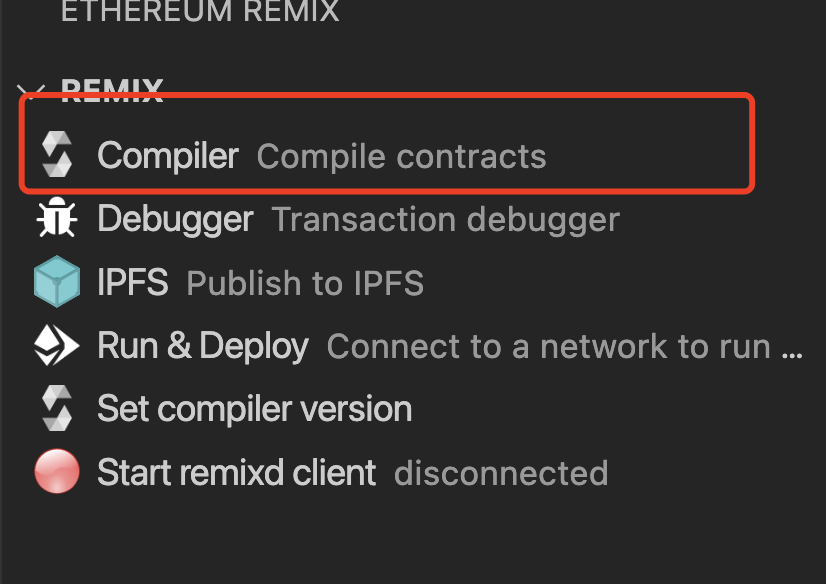 ETHEREUM REMIX
REMIX
Compiler Compile contracts
Debugger Transaction debugger
IPFS Publish to IPFS
Run & Deploy Connect to a network to run ...
Set compiler version
Start remixd client disconnected